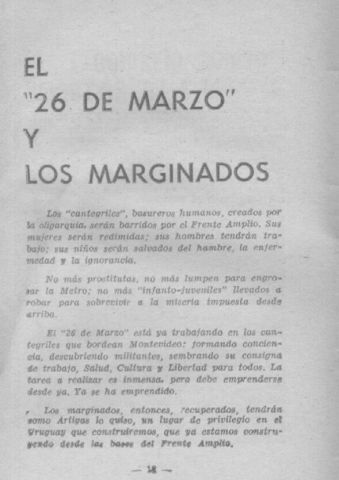 EL
"26 DE MARZO"
Y
LOS MARGINADOS
Los "cantegriles", basureros humanos, creados por
la oligarquía, serán barridos por el Frente Amplio. Sus
mujeres serán redimidas; sus hombres tendrán tra-
bajo; sus niños serán salvados del hambre, la enfer-
medad y la ignorancia.
No más prostitutas, no más lumpen para engro-
sar la Metro; no más "infanto-juveniles" llevados a
robar para sobrevivir a la miseria impuesta desde
arriba.
El "26 de Marzo" está ya trabajando en los can-
tegriles que bordean Montevideo: formando concien-
cia, descubriendo militantes, sembrando su consigna
de trabajo, Salud, Cultura y Libertad para todos. La
tarea a realizar es inmensa, pero debe emprenderse
desde ya. Ya se ha emprendido.
Los marginados, entonces, recuperados, tendrán
como Artigas lo quiso, un lugar de privilegio en el
Uruguay que construiremos, que ya estamos constru-
yendo desde las bases del Frente Amplio.
— 18 —